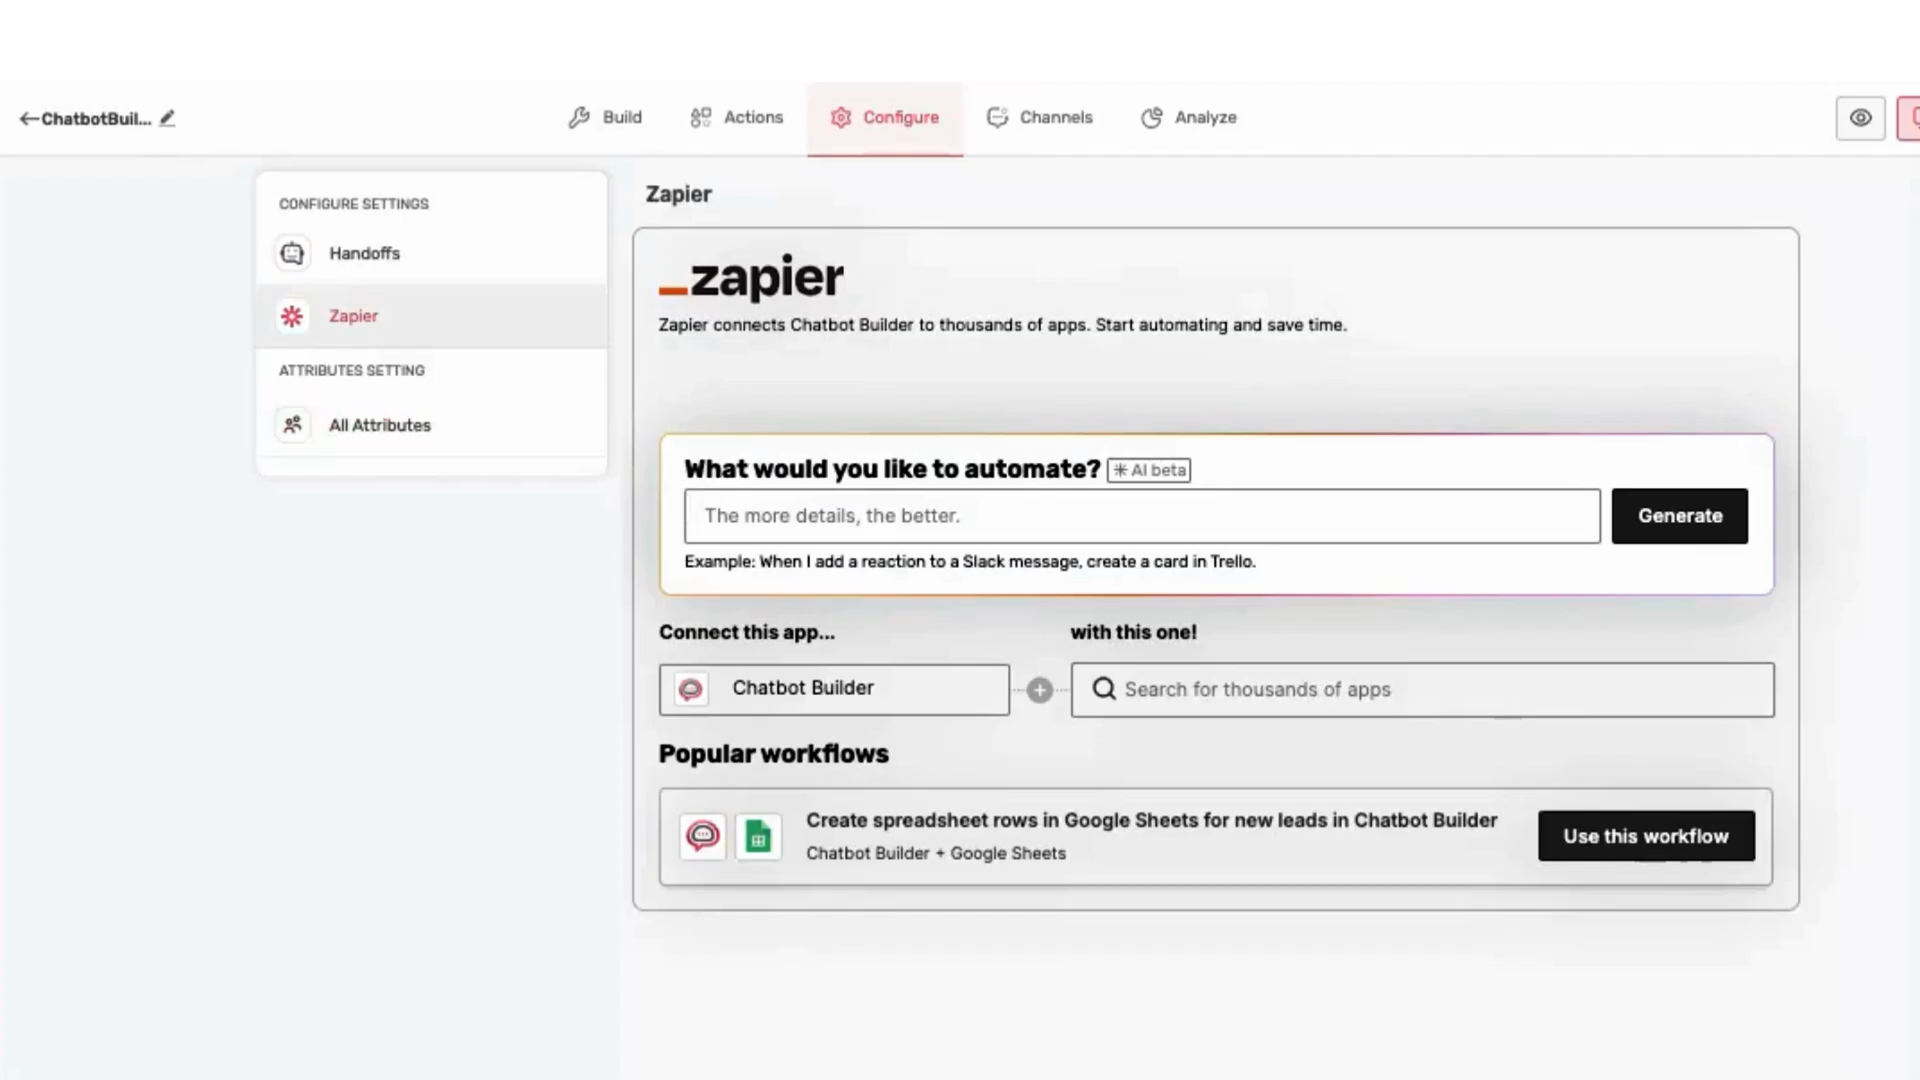 ChatbotBuil...
Build
Actions
Configure
Channels
Analyze
CONFIGURE SETTINGS
Handoffs
Zapier
ATTRIBUTES SETTING
All Attributes
Zapier
_zapier
Zapier connects Chatbot Builder to thousands of apps. Start automating and save time.
What would you like to automate? AI beta
The more details, the better.
Generate
Example: When I add a reaction to a Slack message, create a card in Trello.
Connect this app...
with this one!
Chatbot Builder
Search for thousands of apps
Popular workflows
Create spreadsheet rows in Google Sheets for new leads in Chatbot Builder
Chatbot Builder + Google Sheets
Use this workflow